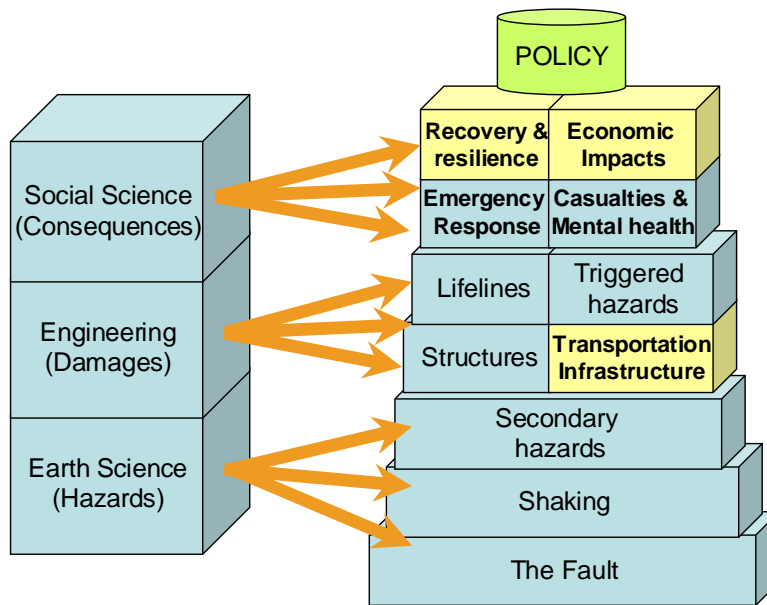 POLICY
Recovery &
resilience
Economic
Impacts
Social Science
(Consequences)
Emergency
Response
Casualties &
Mental health
Lifelines
Triggered
hazards
Engineering
(Damages)
Structures
Transportation
Infrastructure
Secondary
hazards
Earth Science
(Hazards)
Shaking
The Fault